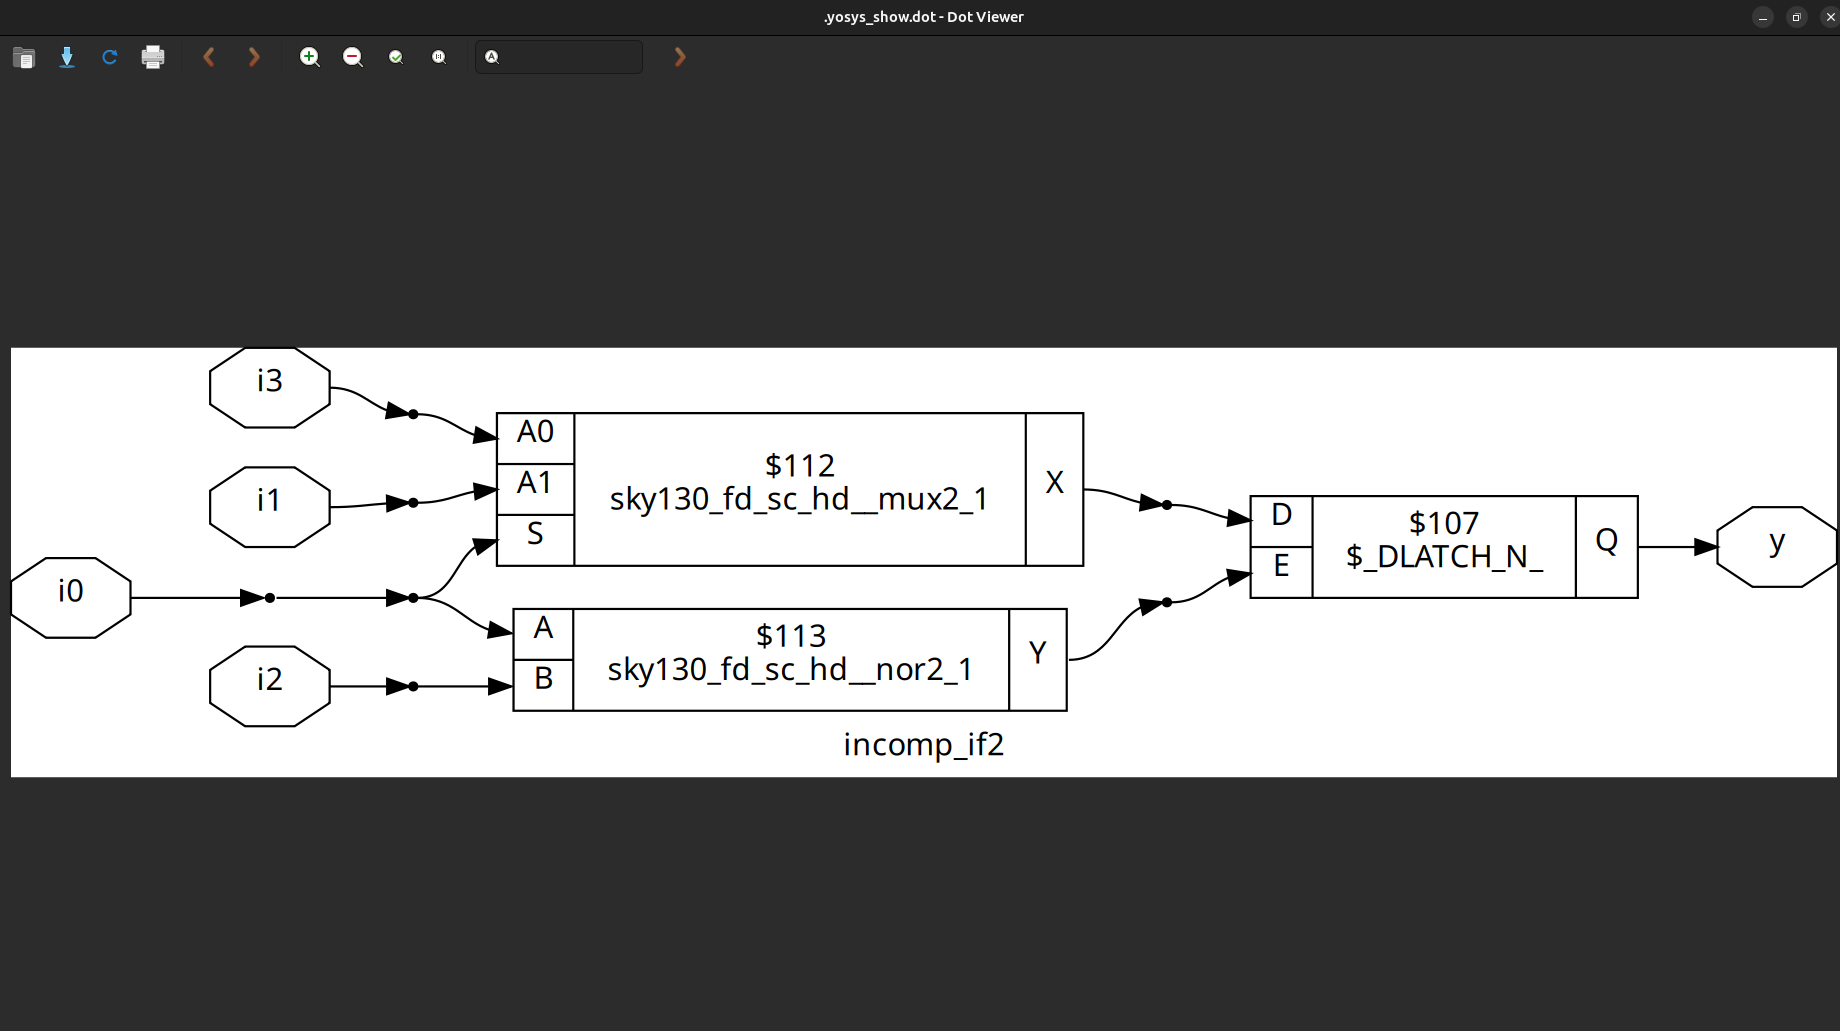 .yosys_show.dot - Dot Viewer
i3
i1
i0
i2
A0
A1
S
$112
sky130_fd_sc_hd__mux2_1
X
A
B
$113
sky130_fd_sc_hd__nor2_1
Y
D
E
$107
$_DLATCH_N_
Q
y
incomp_if2